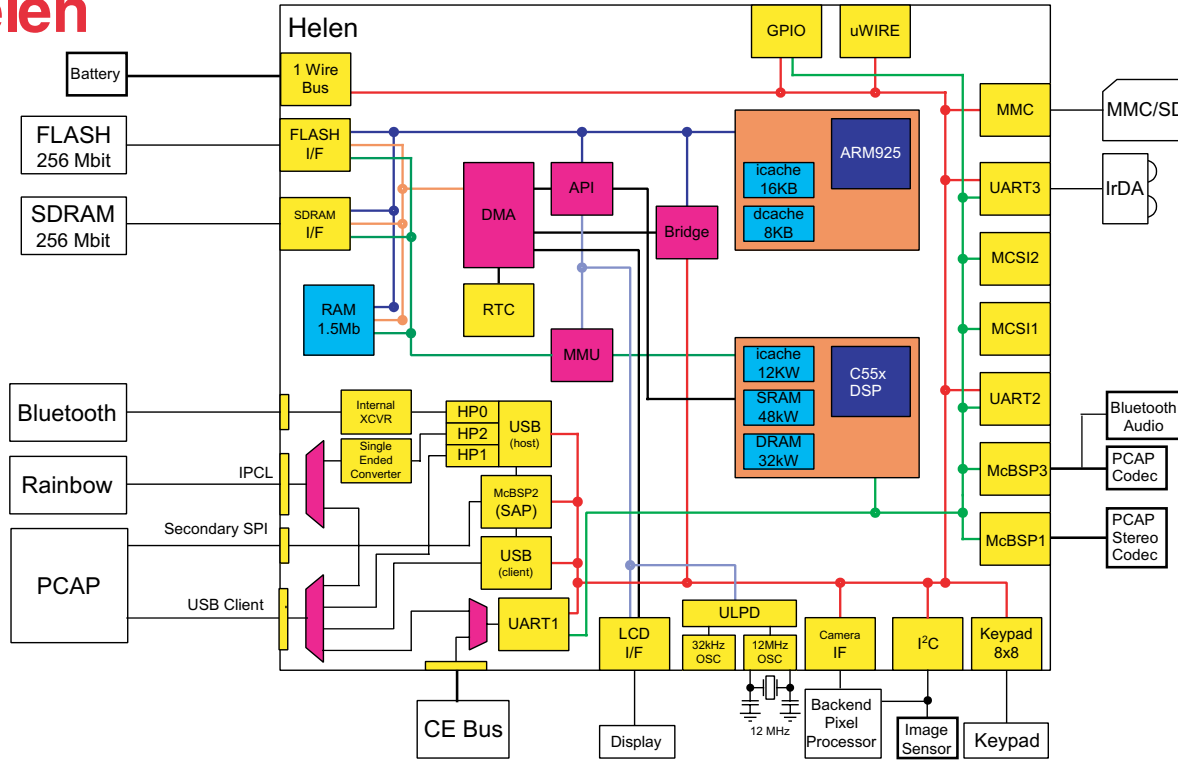 elen
Helen
GPIO
uWIRE
Battery
1 Wire
Bus
MMC
MMC/SD
FLASH
256 Mbit
FLASH
I/F
ARM925
icache
16KB
dcache
8KB
API
DMA
Bridge
UART3
IrDA
SDRAM
256 Mbit
SDRAM
I/F
MCSI2
RAM
1.5Mb
RTC
MCSI1
MMU
icache
12KW
SRAM
48kW
DRAM
32kW
C55x
DSP
UART2
Bluetooth
Internal
XCVR
HP0
HP2
HP1
USB
(host)
Single
Ended
Converter
Bluetooth
Audio
McBSP3
PCAP
Codec
Rainbow
IPCL
McBSP2
(SAP)
Secondary SPI
PCAP
USB
(client)
McBSP1
PCAP
Stereo
Codec
USB Client
UART1
ULPD
LCD
I/F
32kHz
OSC
12MHz
OSC
Camera
IF
I²C
Keypad
8x8
CE Bus
Display
12 MHz
Backend
Pixel
Processor
Image
Sensor
Keypad